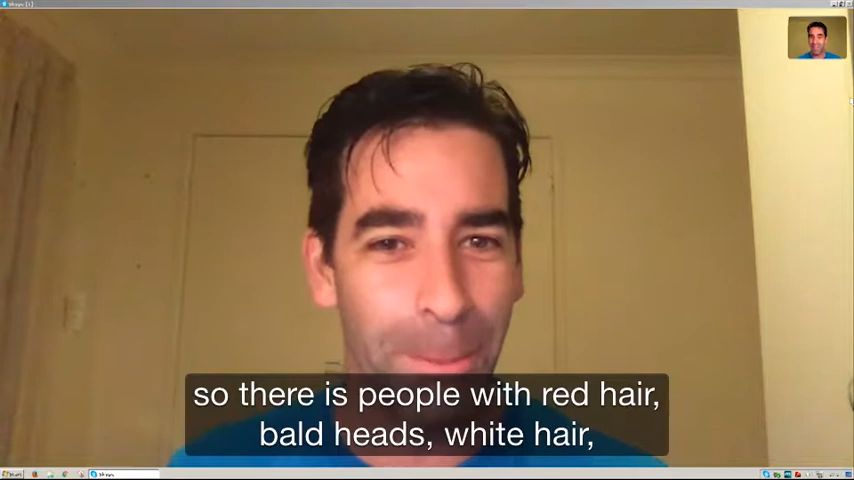 so there is people with red hair,
bald heads, white hair,